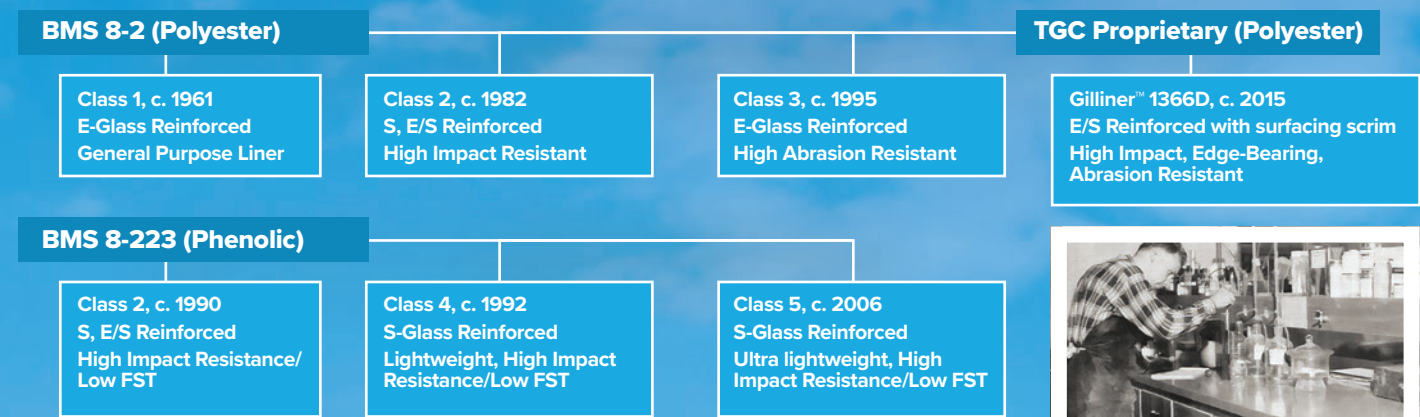 BMS 8-2 (Polyester)
TGC Proprietary (Polyester)
Class 1, c. 1961
E-Glass Reinforced
General Purpose Liner
Class 2, c. 1982
S, E/S Reinforced
High Impact Resistant
Class 3, c. 1995
E-Glass Reinforced
High Abrasion Resistant
Gilliner™ 1366D, c. 2015
E/S Reinforced with surfacing scrim
High Impact, Edge-Bearing,
Abrasion Resistant
BMS 8-223 (Phenolic)
Class 2, c. 1990
S, E/S Reinforced
High Impact Resistance/
Low FST
Class 4, c. 1992
S-Glass Reinforced
Lightweight, High Impact
Resistance/Low FST
Class 5, c. 2006
S-Glass Reinforced
Ultra lightweight, High
Impact Resistance/Low FST